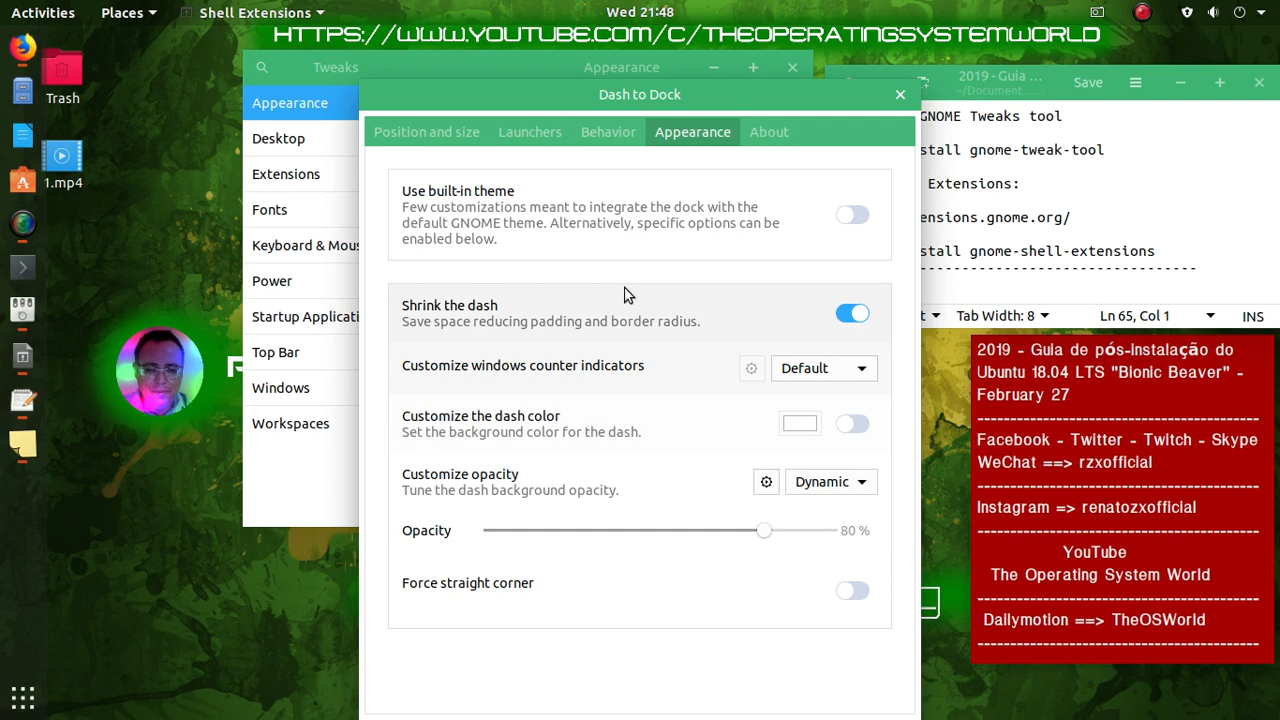 Activities
Places
Shell Extensions
Wed 21:48
HTTPS://WWW.YOUTUBE.COM/C/THEOPERATINGSYSTEMWORLD
Trash
1.mp4
Tweaks
Appearance
Appearance
Desktop
Extensions
Fonts
Keyboard & Mous
Power
Startup Applicati
Top Bar
Windows
Workspaces
Dash to Dock
Position and size
Launchers
Behavior
Appearance
About
Use built-in theme
Few customizations meant to integrate the dock with the
default GNOME theme. Alternatively, specific options can be
enabled below.
Shrink the dash
Save space reducing padding and border radius.
Customize windows counter indicators
Default
Customize the dash color
Set the background color for the dash.
Customize opacity
Tune the dash background opacity.
Dynamic
Opacity
80 %
Force straight corner
2019 - Guia ...
~/Document......
Save
GNOME Tweaks tool
stall gnome-tweak-tool
Extensions:
ensions.gnome.org/
stall gnome-shell-extensions
----------------------------------
t
Tab Width: 8
Ln 65, Col 1
INS
2019 - Guia de pós-Instalação do
Ubuntu 18.04 LTS "Bionic Beaver" -
February 27
-------------------------------------------
Facebook - Twitter - Twitch - Skype
WeChat ==> rzxofficial
-------------------------------------------
Instagram => renatozxofficial
-------------------------------------------
YouTube
The Operating System World
-------------------------------------------
Dailymotion ==> TheOSWorld
-------------------------------------------